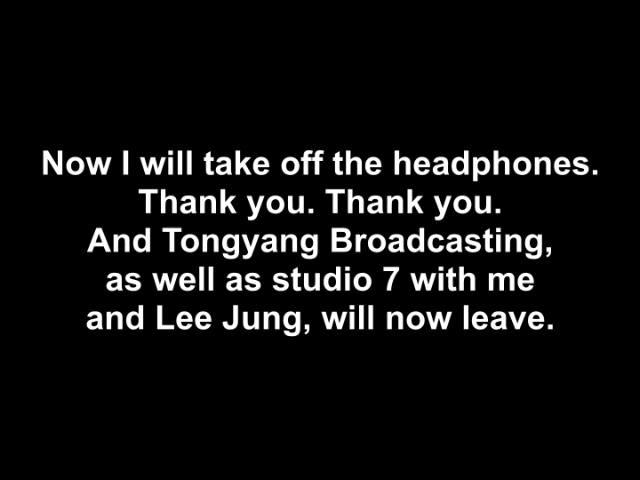 Now I will take off the headphones.
Thank you. Thank you.
And Tongyang Broadcasting,
as well as studio 7 with me
and Lee Jung, will now leave.